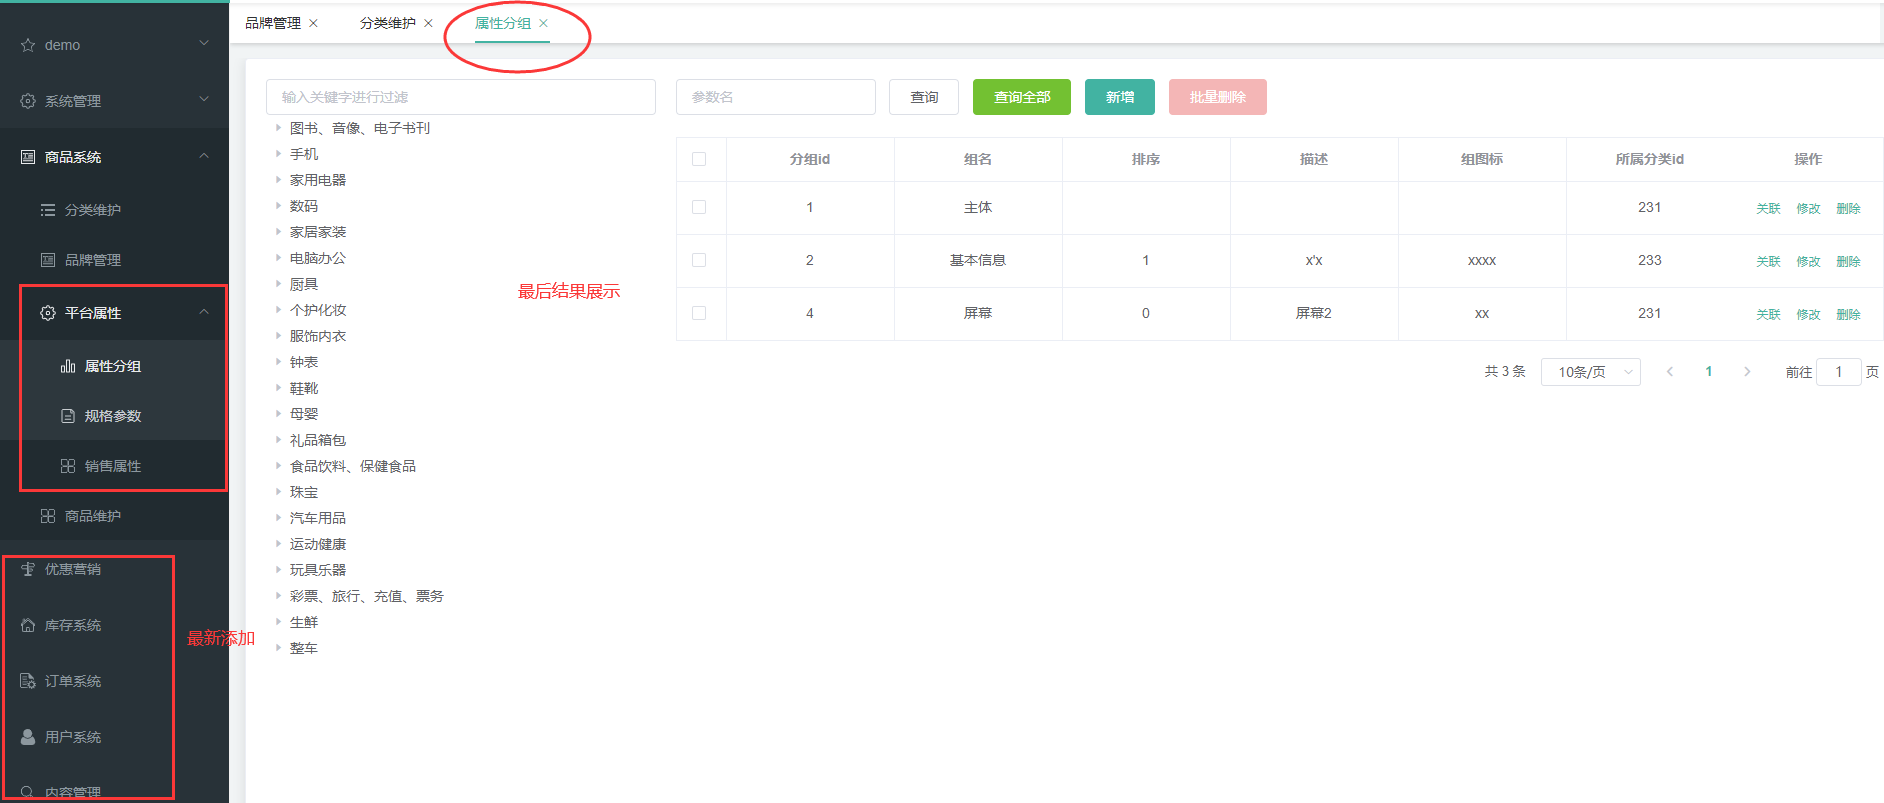 品牌管理 × 分类维护 × 属性分组 ×
demo
系统管理
商品系统
分类维护
品牌管理
平台属性
属性分组
规格参数
销售属性
商品维护
优惠营销
库存系统
订单系统
用户系统
内容管理
最新添加
输入关键字进行过滤
图书、音像、电子书刊
手机
家用电器
数码
家居家装
电脑办公
厨具
个护化妆
服饰内衣
钟表
鞋靴
母婴
礼品箱包
食品饮料、保健食品
珠宝
汽车用品
运动健康
玩具乐器
彩票、旅行、充值、票务
生鲜
整车
最后结果展示
参数名 查询 查询全部 新增 批量删除
分组id 组名 排序 描述 组图标 所属分类id 操作
1 主体 231 关联 修改 删除
2 基本信息 1 x'x xxxx 233 关联 修改 删除
4 屏幕 0 屏幕2 xx 231 关联 修改 删除
共 3 条 10条/页 1 前往 1 页